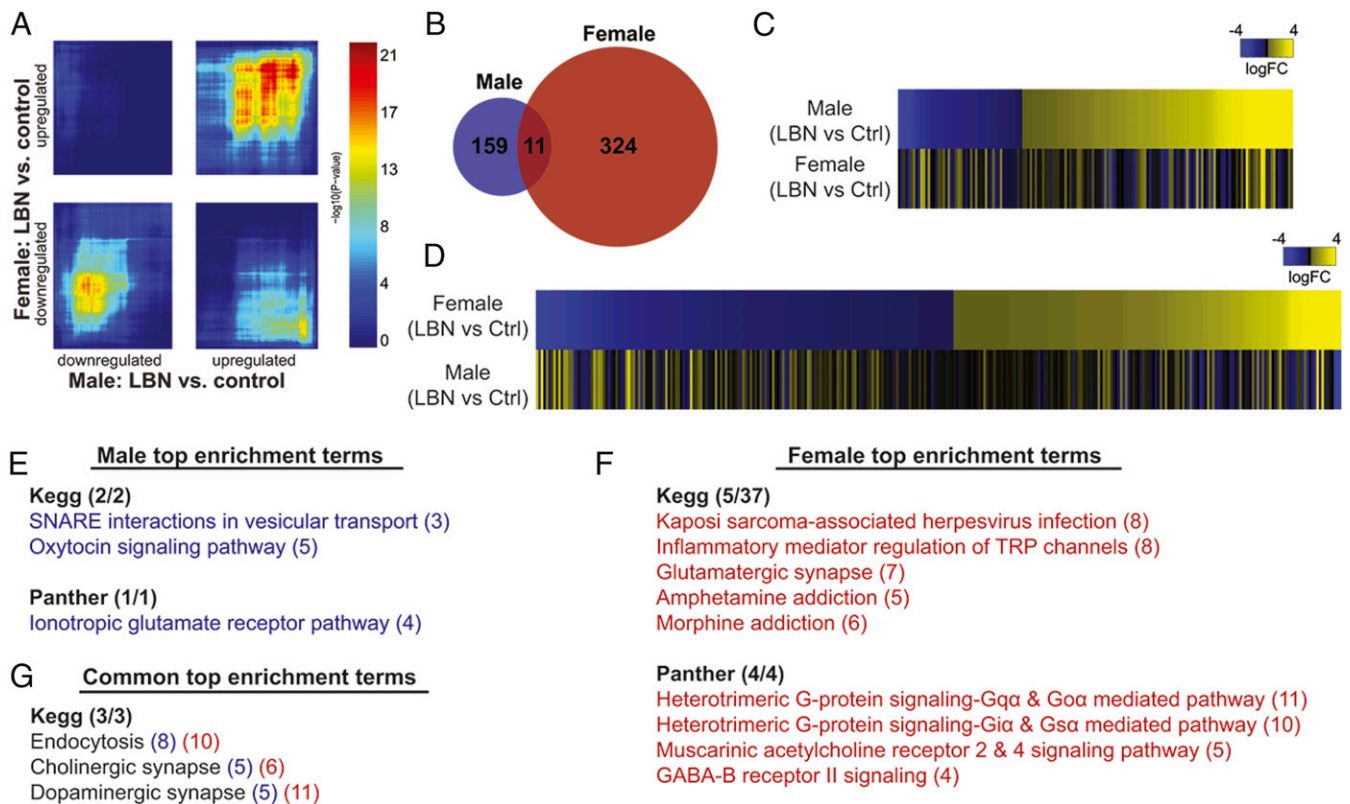 A
Female: LBN vs. control
upregulated
downregulated
downregulated
upregulated
Male: LBN vs. control
21
17
13
8
4
0
-log10(P-value)
B
Male
Female
159
11
324
C
-4
4
logFC
Male
(LBN vs Ctrl)
Female
(LBN vs Ctrl)
D
-4
4
logFC
Female
(LBN vs Ctrl)
Male
(LBN vs Ctrl)
E
Male top enrichment terms
Kegg (2/2)
SNARE interactions in vesicular transport (3)
Oxytocin signaling pathway (5)
Panther (1/1)
Ionotropic glutamate receptor pathway (4)
F
Female top enrichment terms
Kegg (5/37)
Kaposi sarcoma-associated herpesvirus infection (8)
Inflammatory mediator regulation of TRP channels (8)
Glutamatergic synapse (7)
Amphetamine addiction (5)
Morphine addiction (6)
Panther (4/4)
Heterotrimeric G-protein signaling-Gqα & Goα mediated pathway (11)
Heterotrimeric G-protein signaling-Giα & Gsα mediated pathway (10)
Muscarinic acetylcholine receptor 2 & 4 signaling pathway (5)
GABA-B receptor II signaling (4)
G
Common top enrichment terms
Kegg (3/3)
Endocytosis (8) (10)
Cholinergic synapse (5) (6)
Dopaminergic synapse (5) (11)